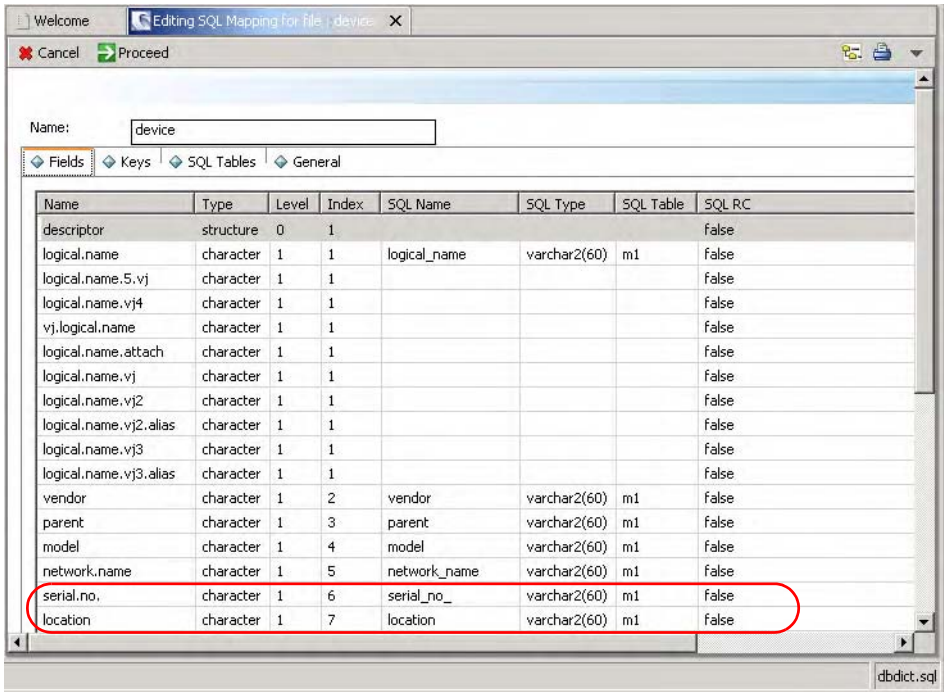 Welcome Editing SQL Mapping for file : device
Cancel Proceed
Name: device
Fields Keys SQL Tables General
Name Type Level Index SQL Name SQL Type SQL Table SQL RC
descriptor structure 0 1 false
logical.name character 1 1 logical_name varchar2(60) m1 false
logical.name.5.vj character 1 1 false
logical.name.vj4 character 1 1 false
vj.logical.name character 1 1 false
logical.name.attach character 1 1 false
logical.name.vj character 1 1 false
logical.name.vj2 character 1 1 false
logical.name.vj2.alias character 1 1 false
logical.name.vj3 character 1 1 false
logical.name.vj3.alias character 1 1 false
vendor character 1 2 vendor varchar2(60) m1 false
parent character 1 3 parent varchar2(60) m1 false
model character 1 4 model varchar2(60) m1 false
network.name character 1 5 network_name varchar2(60) m1 false
serial.no. character 1 6 serial_no_ varchar2(60) m1 false
location character 1 7 location varchar2(60) m1 false
dbdict.sql